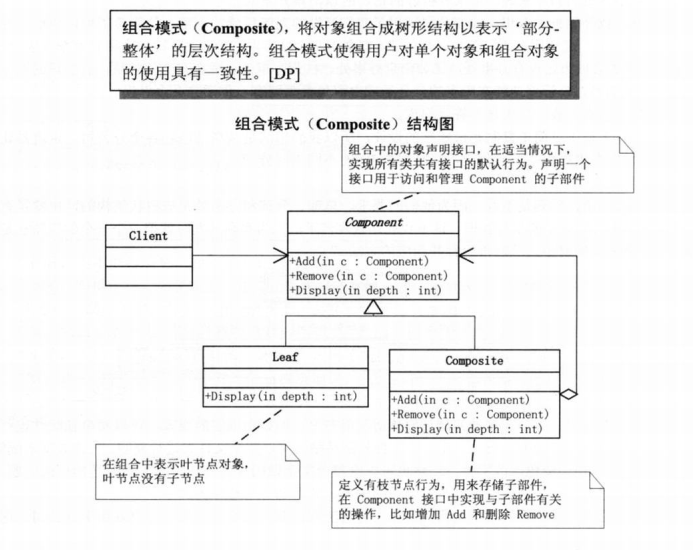 组合模式（Composite），将对象组合成树形结构以表示‘部分-
整体’的层次结构。组合模式使得用户对单个对象和组合对象
的使用具有一致性。[DP]
组合模式（Composite）结构图
组合中的对象声明接口，在适当情况下，
实现所有类共有接口的默认行为。声明一个
接口用于访问和管理 Component 的子部件
Component
+Add(in c : Component)
+Remove(in c : Component)
+Display(in depth : int)
Client
Leaf
+Display(in depth : int)
Composite
+Add(in c : Component)
+Remove(in c : Component)
+Display(in depth : int)
在组合中表示叶节点对象，
叶节点没有子节点
定义有枝节点行为，用来存储子部件，
在 Component 接口中实现与子部件有关
的操作，比如增加 Add 和删除 Remove